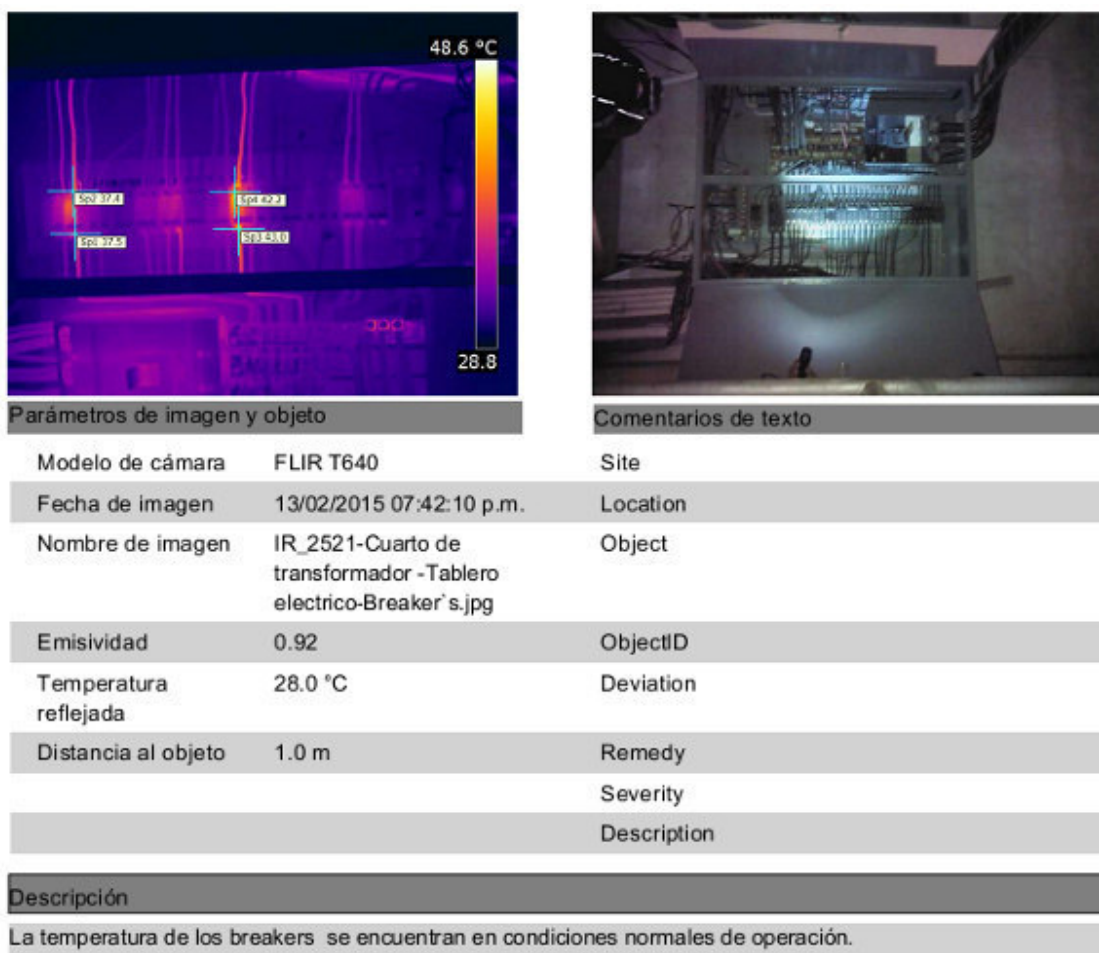 48.6 °C
Sp2 37.4
Sp4 42.2
Sp1 37.5
Sp3 43.0
28.8
Parámetros de imagen y objeto
Comentarios de texto
Modelo de cámara FLIR T640 Site
Fecha de imagen 13/02/2015 07:42:10 p.m. Location
Nombre de imagen IR_2521-Cuarto de Object
transformador -Tablero
electrico-Breaker`s.jpg
Emisividad 0.92 ObjectID
Temperatura 28.0 °C Deviation
reflejada
Distancia al objeto 1.0 m Remedy
Severity
Description
Descripción
La temperatura de los breakers se encuentran en condiciones normales de operación.